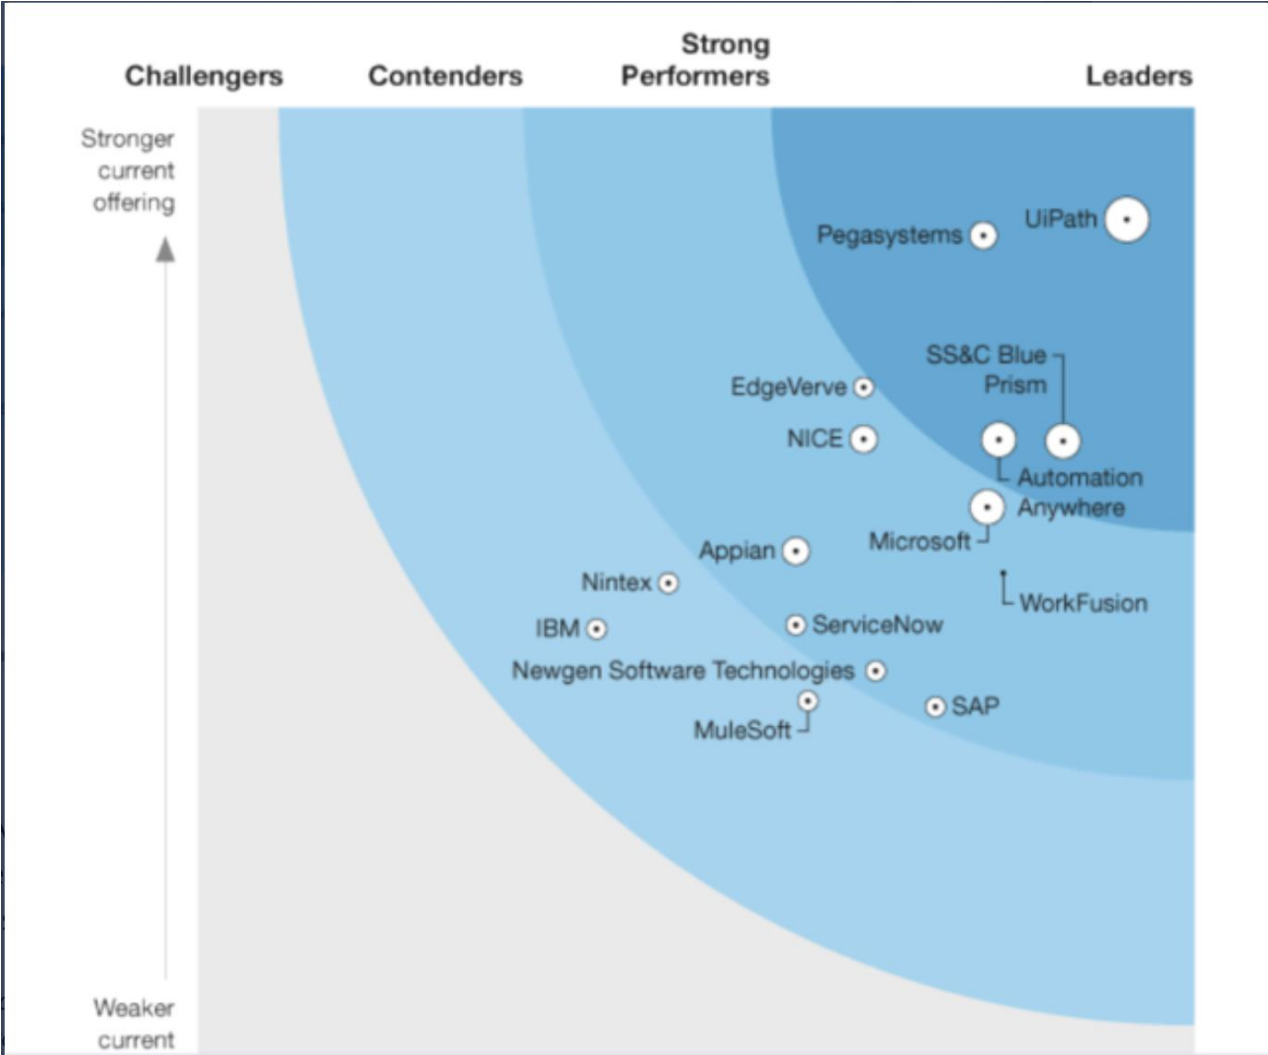 Challengers
Contenders
Strong
Performers
Leaders
Stronger
current
offering
Pegasystems
UiPath
SS&C Blue
Prism
EdgeVerve
NICE
Automation
Anywhere
Microsoft
Appian
Nintex
WorkFusion
IBM
ServiceNow
Newgen Software Technologies
SAP
MuleSoft
Weaker
current